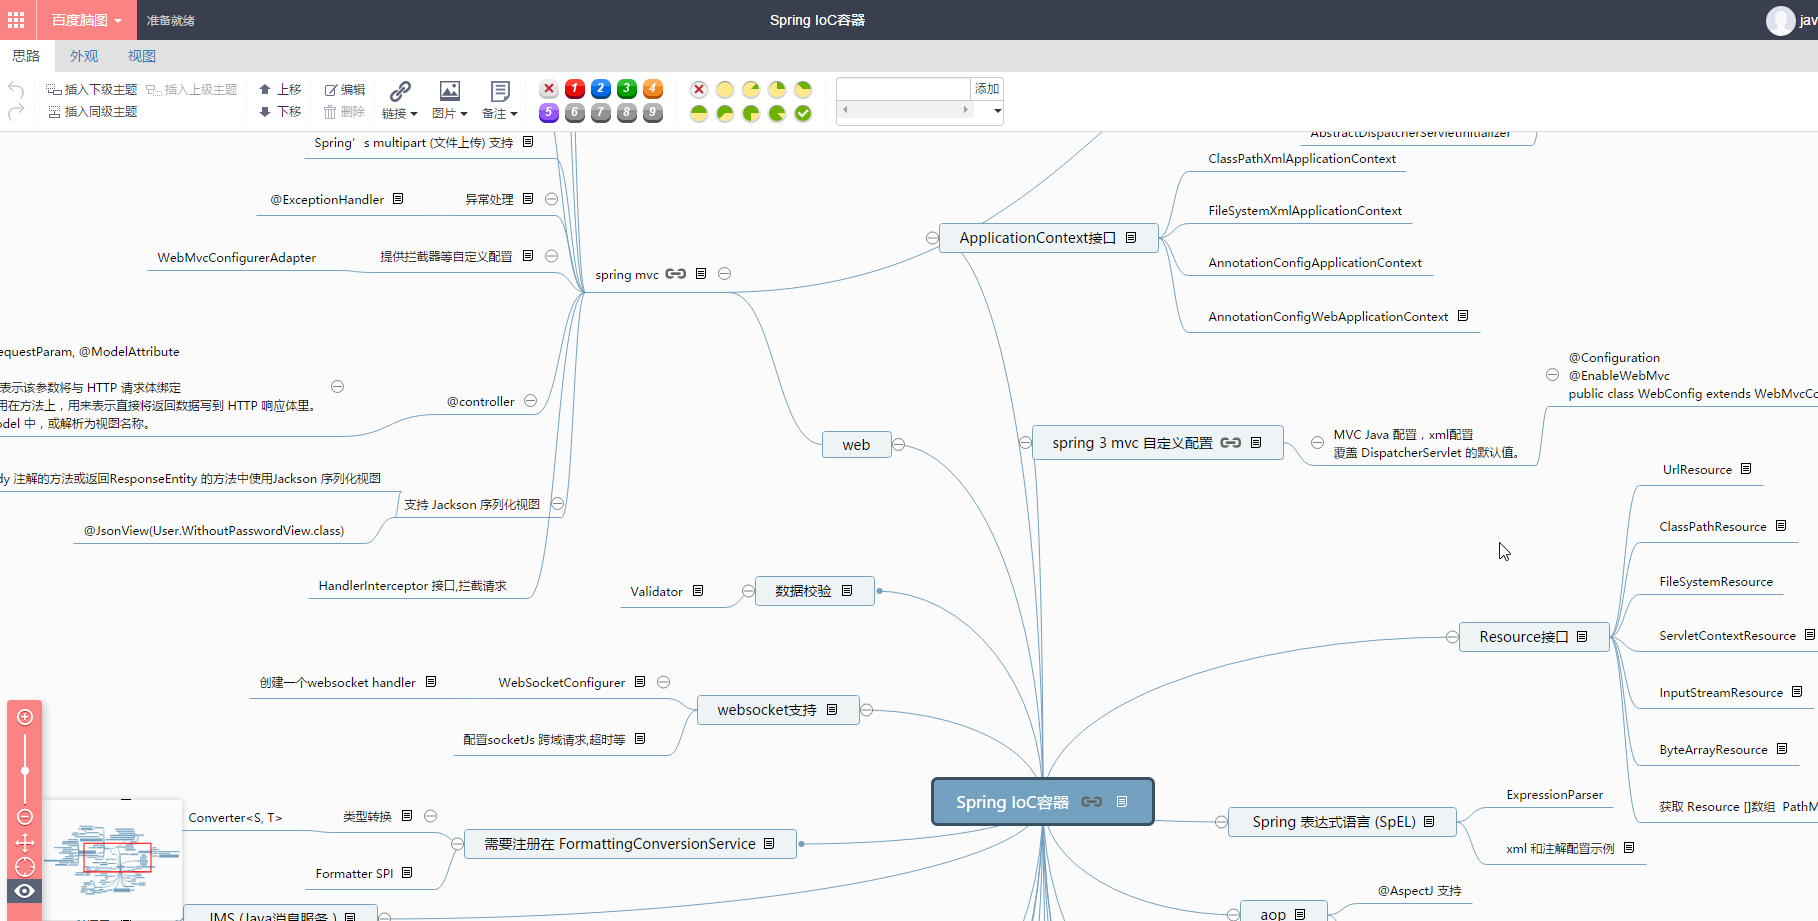 百度脑图
准备就绪
Spring IoC容器
jav
思路
外观
视图
插入下级主题
插入上级主题
插入同级主题
上移
下移
编辑
删除
链接
图片
备注
1 2 3 4
5 6 7 8 9
添加
Spring's multipart (文件上传) 支持
@ExceptionHandler
异常处理
WebMvcConfigurerAdapter
提供拦截器等自定义配置
spring mvc
equestParam, @ModelAttribute
表示该参数将与 HTTP 请求体绑定
用在方法上，用来表示直接将返回数据写到 HTTP 响应体里。
odel 中，或解析为视图名称。
@controller
dy 注解的方法或返回ResponseEntity 的方法中使用Jackson 序列化视图
支持 Jackson 序列化视图
@JsonView(User.WithoutPasswordView.class)
HandlerInterceptor 接口,拦截请求
web
AbstractDispatcherServletInitializer
ClassPathXmlApplicationContext
FileSystemXmlApplicationContext
ApplicationContext接口
AnnotationConfigApplicationContext
AnnotationConfigWebApplicationContext
@Configuration
@EnableWebMvc
public class WebConfig extends WebMvcCo
spring 3 mvc 自定义配置
MVC Java 配置，xml配置
覆盖 DispatcherServlet 的默认值。
UrlResource
ClassPathResource
FileSystemResource
Resource接口
ServletContextResource
InputStreamResource
ByteArrayResource
获取 Resource []数组 PathM
Validator
数据校验
创建一个websocket handler
WebSocketConfigurer
websocket支持
配置socketJs 跨域请求,超时等
Spring IoC容器
Converter<S, T>
类型转换
需要注册在 FormattingConversionService
Formatter SPI
JMS (Java消息服务 )
ExpressionParser
Spring 表达式语言 (SpEL)
xml 和注解配置示例
@AspectJ 支持
aop